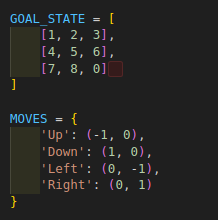 GOAL_STATE = [
    [1, 2, 3],
    [4, 5, 6],
    [7, 8, 0]
]
MOVES = {
    'Up': (-1, 0),
    'Down': (1, 0),
    'Left': (0, -1),
    'Right': (0, 1)
}